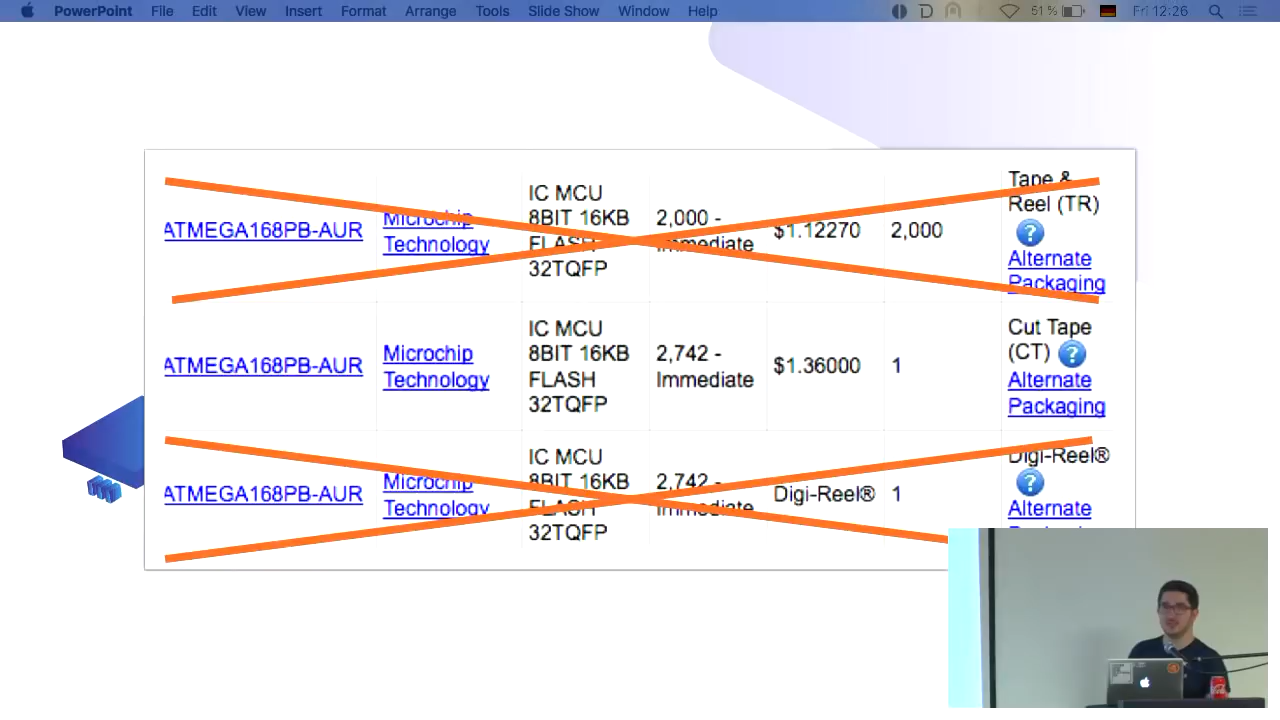 PowerPoint File Edit View Insert Format Arrange Tools Slide Show Window Help 51 % Fri 12:26
ATMEGA168PB-AUR
Microchip
Technology
IC MCU
8BIT 16KB
FLASH
32TQFP
2,000 -
Immediate
$1.12270
2,000
Tape &
Reel (TR)
?
Alternate
Packaging
ATMEGA168PB-AUR
Microchip
Technology
IC MCU
8BIT 16KB
FLASH
32TQFP
2,742 -
Immediate
$1.36000
1
Cut Tape
(CT) ?
Alternate
Packaging
ATMEGA168PB-AUR
Microchip
Technology
IC MCU
8BIT 16KB
FLASH
32TQFP
2,742 -
Immediate
Digi-Reel®
1
Digi-Reel®
?
Alternate